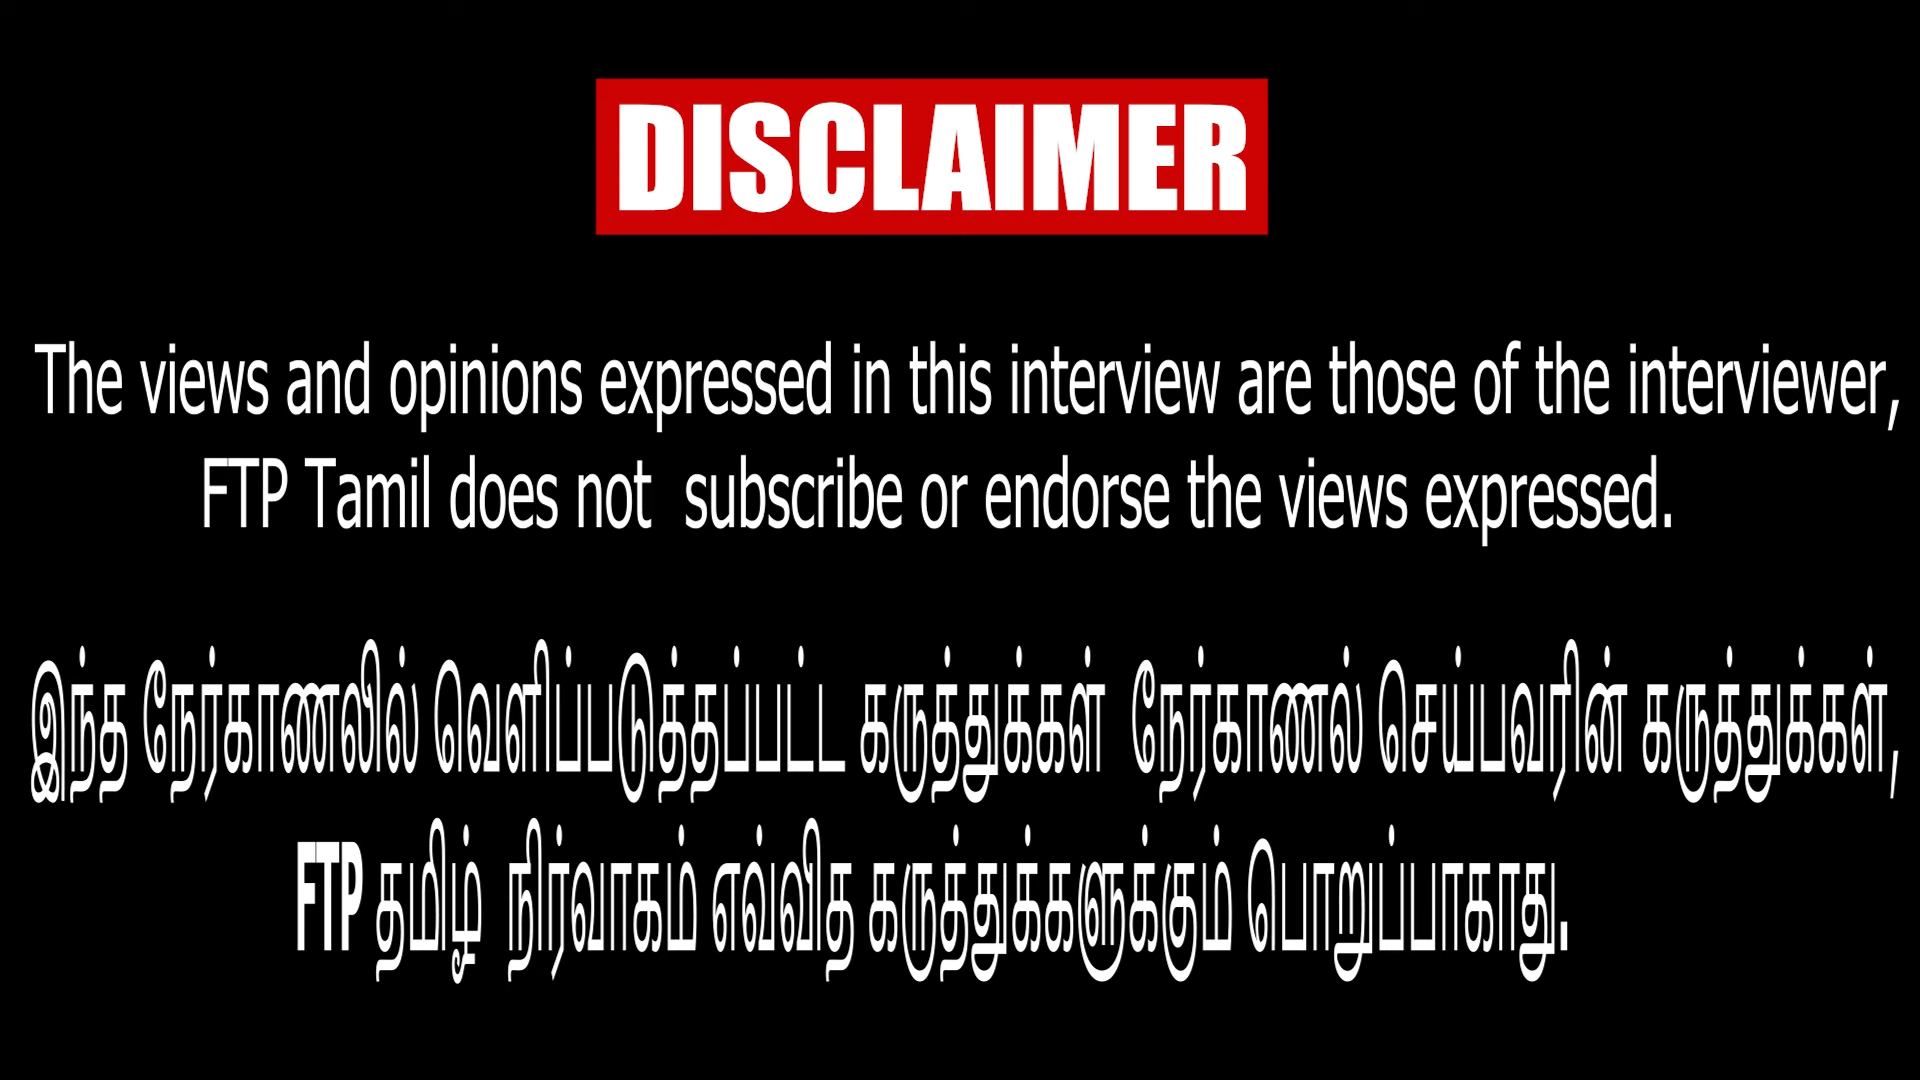 DISCLAIMER
The views and opinions expressed in this interview are those of the interviewer,
FTP Tamil does not  subscribe or endorse the views expressed.
இந்த நேர்காணலில் வெளிப்படுத்தப்பட்ட கருத்துக்கள்  நேர்காணல் செய்பவரின் கருத்துக்கள்,
FTP தமிழ்  நிர்வாகம் எவ்வித கருத்துக்களுக்கும் பொறுப்பாகாது.